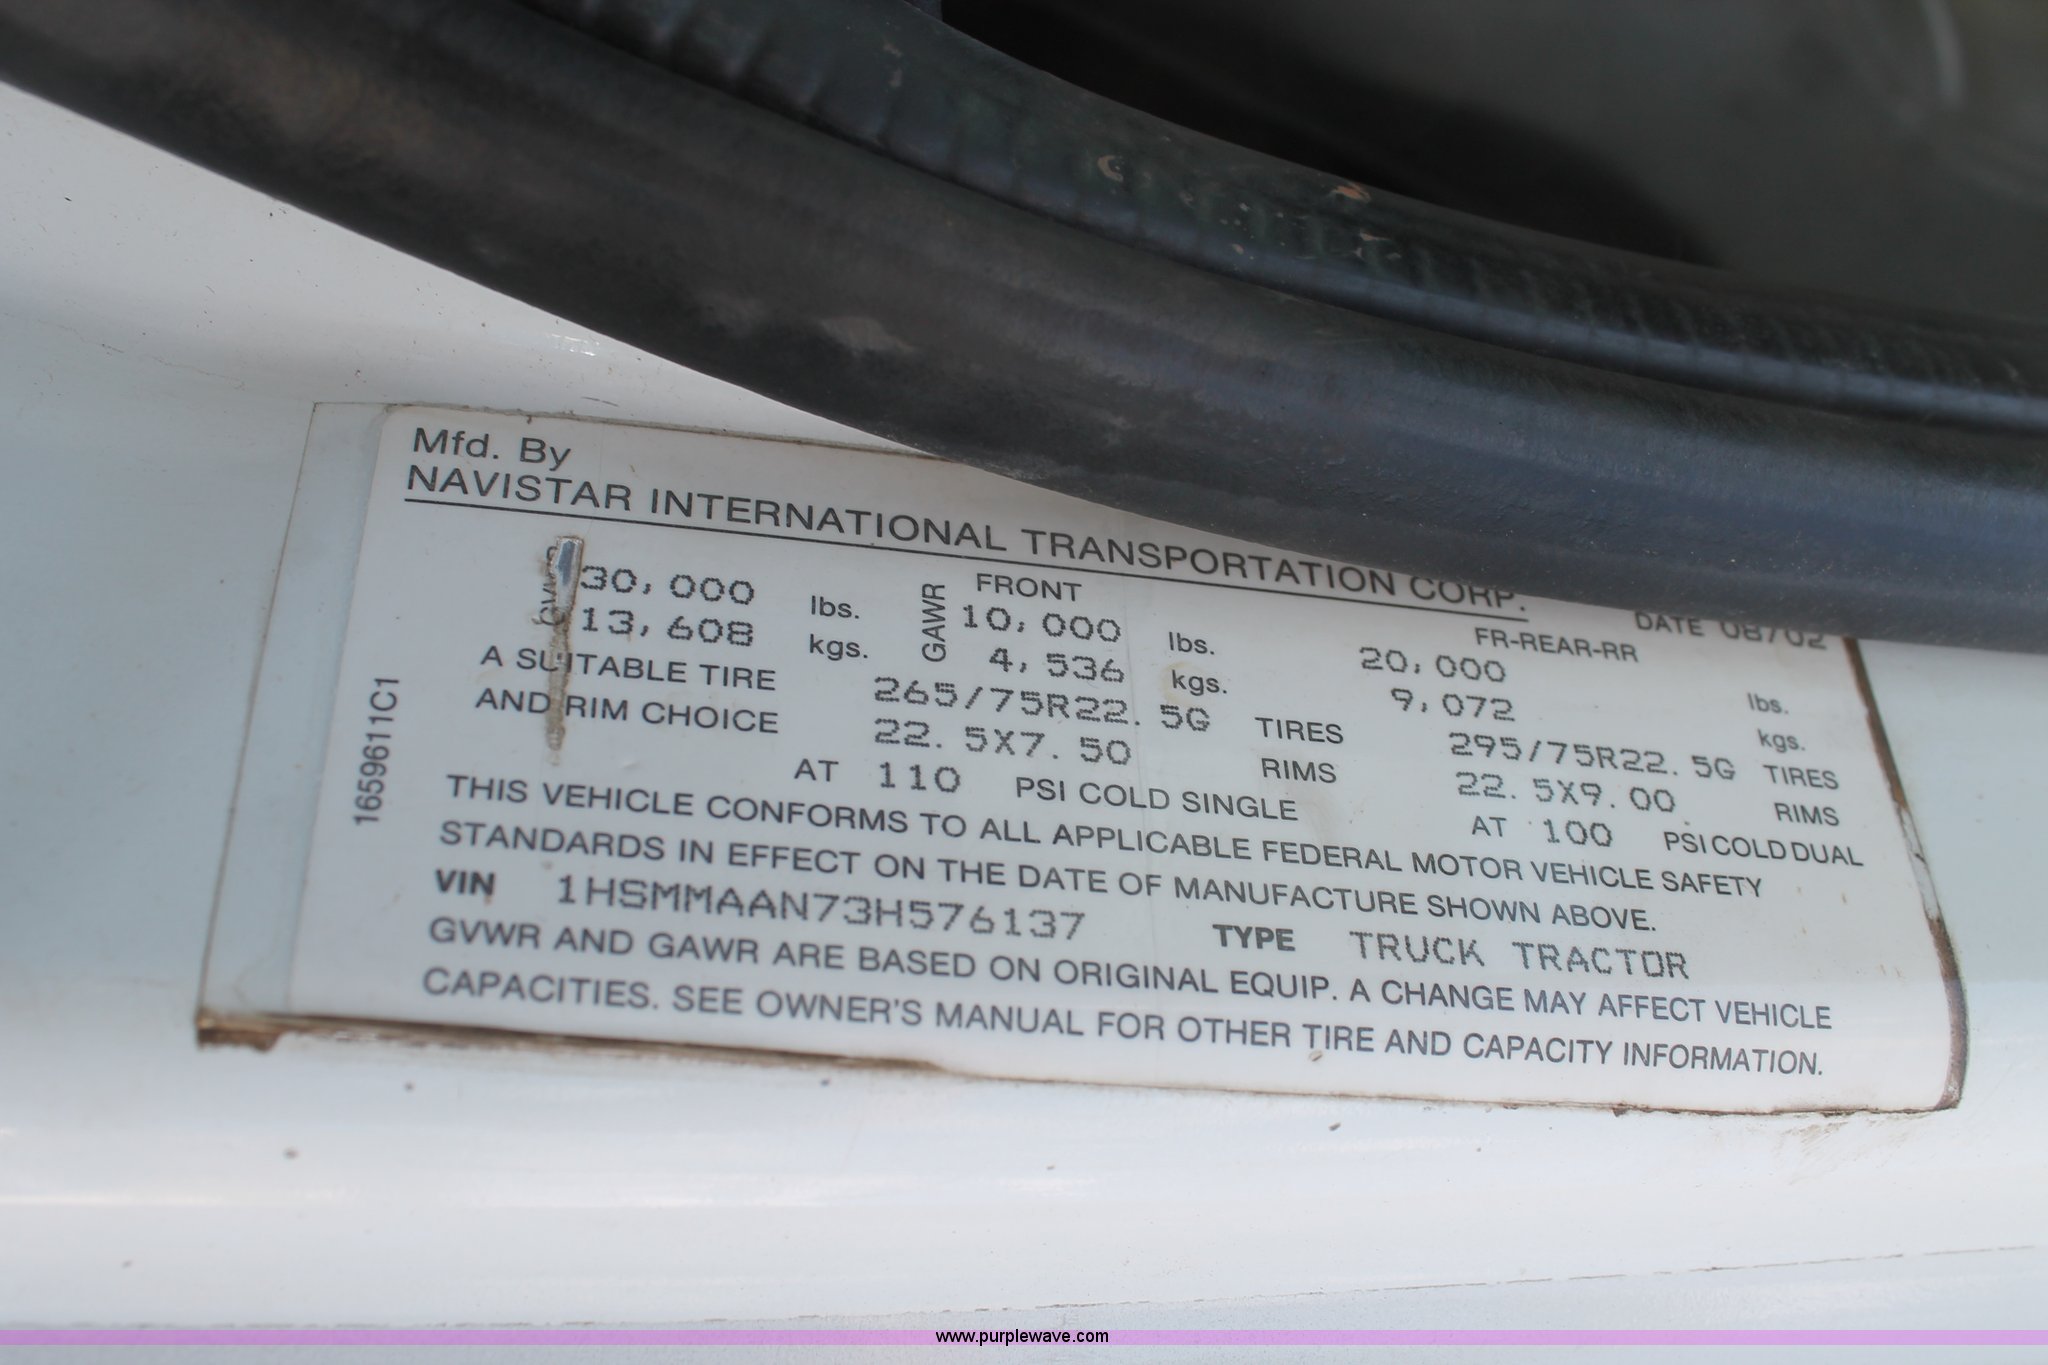 Mfd. By
NAVISTAR INTERNATIONAL TRANSPORTATION CORP.
DATE 08/02
GVWR 30,000 lbs. GAWR FRONT 10,000 lbs. FR-REAR-RR 20,000 lbs.
13,608 kgs. 4,536 kgs. 9,072 kgs.
A SUITABLE TIRE 265/75R22.5G TIRES 295/75R22.5G TIRES
AND RIM CHOICE 22.5X7.50 RIMS 22.5X9.00 RIMS
AT 110 PSI COLD SINGLE AT 100 PSI COLD DUAL
THIS VEHICLE CONFORMS TO ALL APPLICABLE FEDERAL MOTOR VEHICLE SAFETY
STANDARDS IN EFFECT ON THE DATE OF MANUFACTURE SHOWN ABOVE.
VIN 1HSMMAAN73H576137 TYPE TRUCK TRACTOR
GVWR AND GAWR ARE BASED ON ORIGINAL EQUIP. A CHANGE MAY AFFECT VEHICLE
CAPACITIES. SEE OWNER'S MANUAL FOR OTHER TIRE AND CAPACITY INFORMATION.
1659611C1
www.purplewave.com